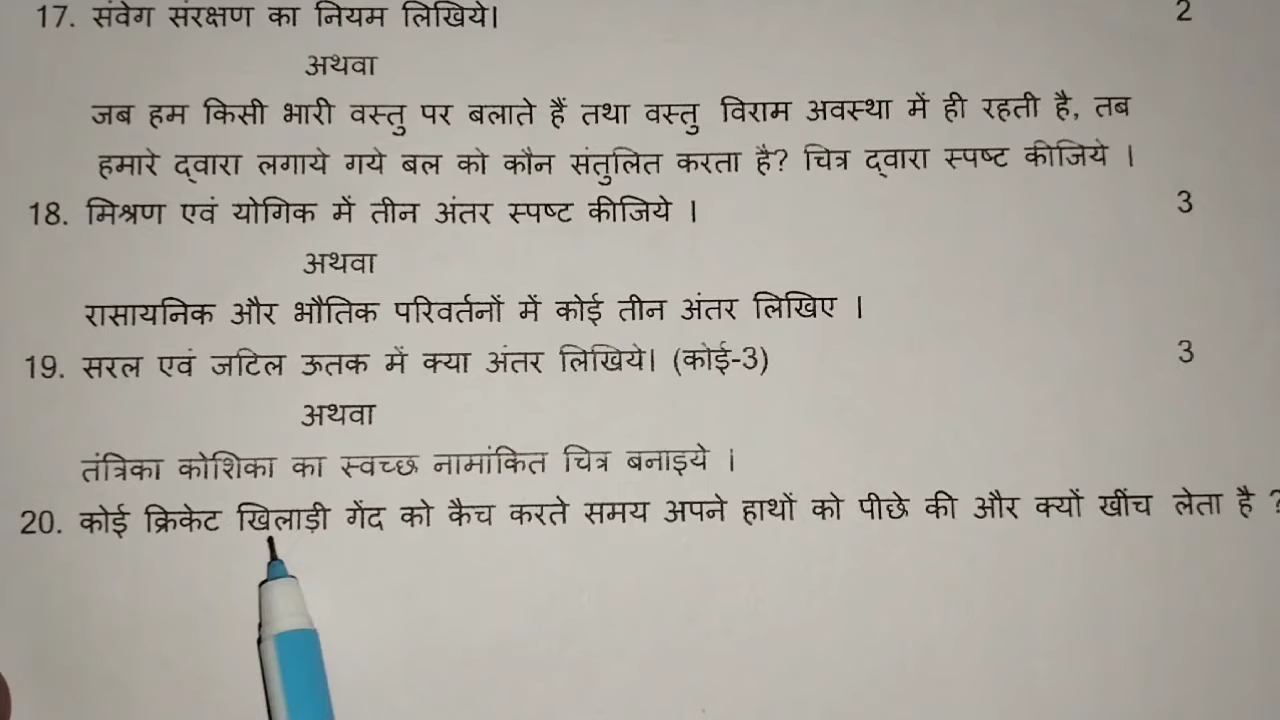 17. संवेग संरक्षण का नियम लिखिये। 2
अथवा
जब हम किसी भारी वस्तु पर बलाते हैं तथा वस्तु विराम अवस्था में ही रहती है, तब
हमारे द्वारा लगाये गये बल को कौन संतुलित करता है? चित्र द्वारा स्पष्ट कीजिये ।
18. मिश्रण एवं योगिक में तीन अंतर स्पष्ट कीजिये । 3
अथवा
रासायनिक और भौतिक परिवर्तनों में कोई तीन अंतर लिखिए ।
19. सरल एवं जटिल ऊतक में क्या अंतर लिखिये। (कोई-3) 3
अथवा
तंत्रिका कोशिका का स्वच्छ नामांकित चित्र बनाइये ।
20. कोई क्रिकेट खिलाड़ी गेंद को कैच करते समय अपने हाथों को पीछे की और क्यों खींच लेता है ?